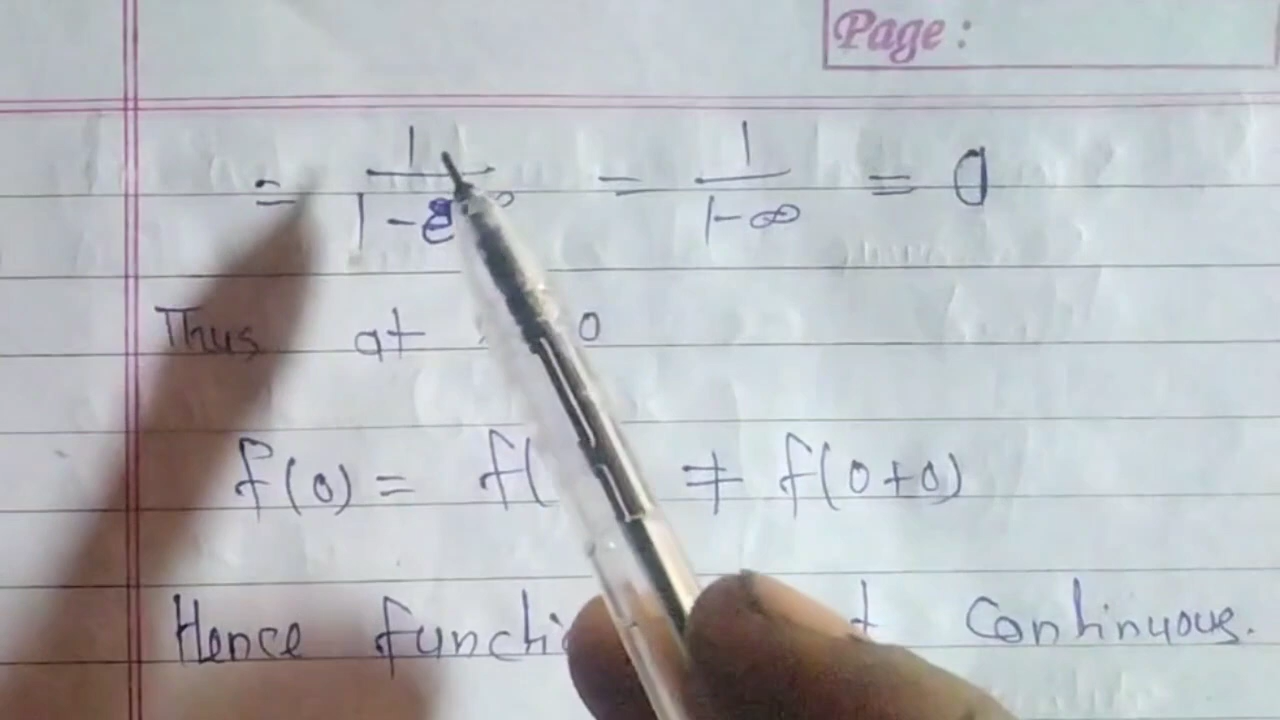 Page :
= 1/1-e = 1/1-∞ = 0
Thus at 0
f(0) = f( ≠ f(0+0)
Hence functi Continuous.